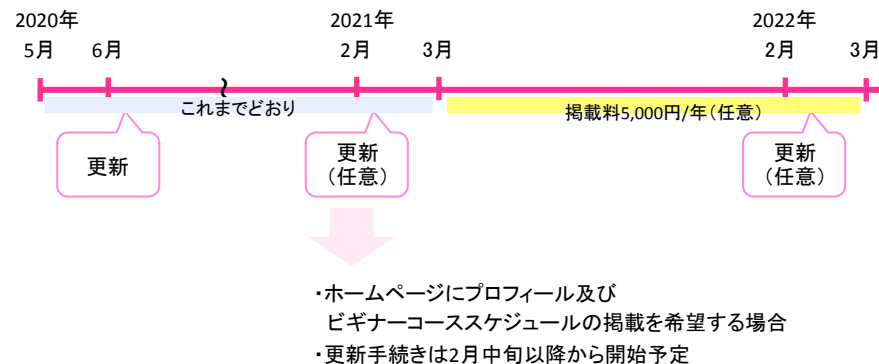 2020年 2021年 2022年
5月 6月 2月 3月 2月 3月
これまでどおり 掲載料5,000円/年(任意)
更新
更新
(任意)
更新
(任意)
・ホームページにプロフィール及び
ビギナーコーススケジュールの掲載を希望する場合
・更新手続きは2月中旬以降から開始予定